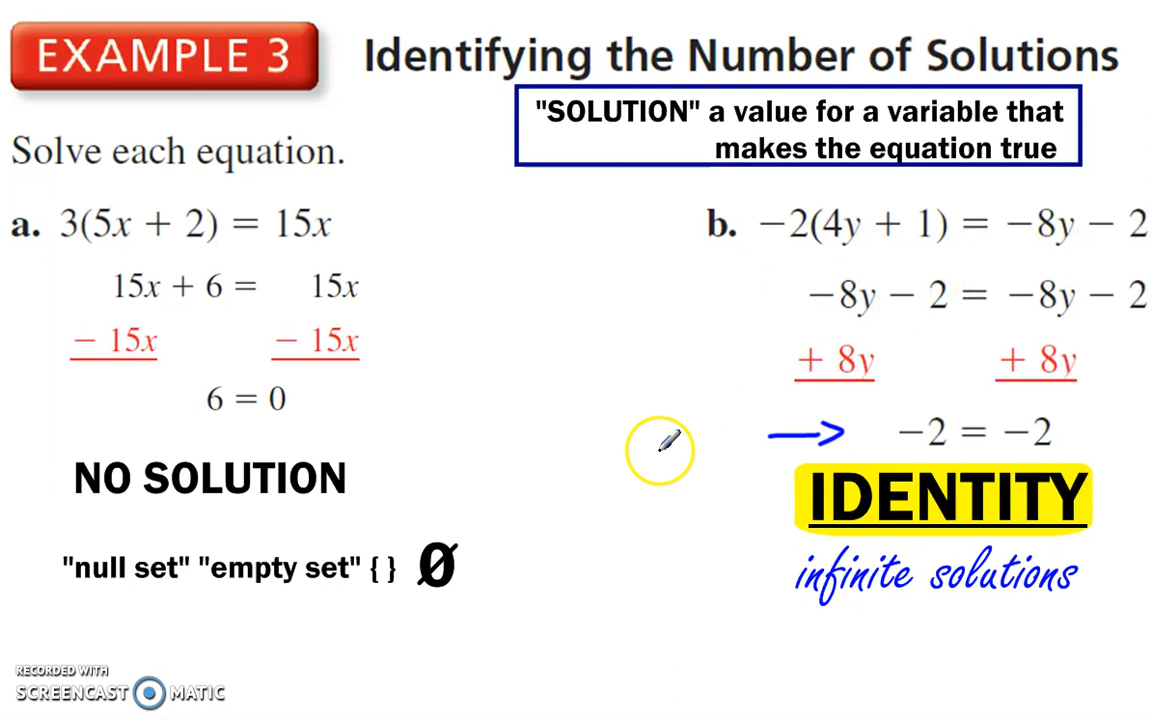 EXAMPLE 3 Identifying the Number of Solutions
"SOLUTION" a value for a variable that
makes the equation true
Solve each equation.
a. 3(5x + 2) = 15x
15x + 6 = 15x
− 15x − 15x
6 = 0
NO SOLUTION
"null set" "empty set" { } Ø
b. −2(4y + 1) = −8y − 2
−8y − 2 = −8y − 2
+ 8y + 8y
→ −2 = −2
IDENTITY
infinite solutions
RECORDED WITH
SCREENCAST MATIC